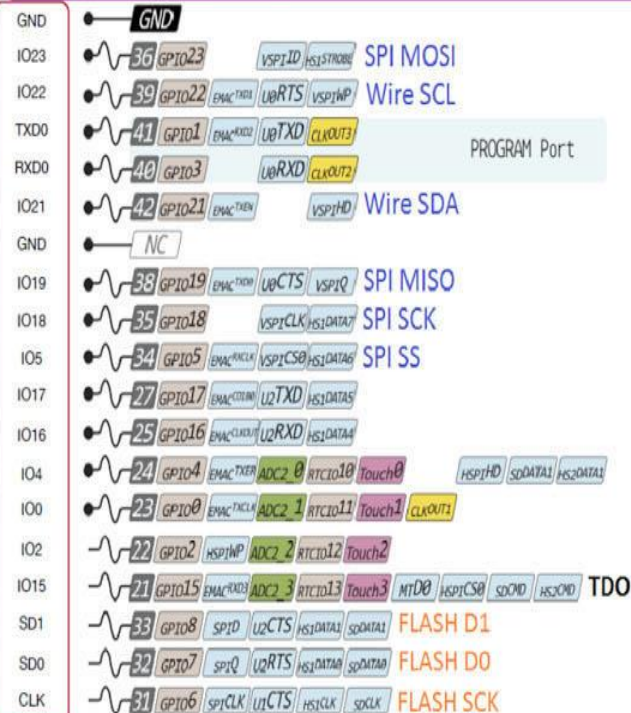 GND GND
IO23 36 GPIO23 VSPIID HS1STROBE SPI MOSI
IO22 39 GPIO22 EMACTXD1 U0RTS VSPIWP Wire SCL
TXD0 41 GPIO1 EMACRXD2 U0TXD CLKOUT3
PROGRAM Port
RXD0 40 GPIO3 U0RXD CLKOUT2
IO21 42 GPIO21 EMACTXEN VSPIHD Wire SDA
GND NC
IO19 38 GPIO19 EMACTXD0 U0CTS VSPIQ SPI MISO
IO18 35 GPIO18 VSPICLK HS1DATA7 SPI SCK
IO5 34 GPIO5 EMACRXCLK VSPICS0 HS1DATA6 SPI SS
IO17 27 GPIO17 U2TXD HS1DATA5
IO16 25 GPIO16 EMACCLKOUT U2RXD HS1DATA4
IO4 24 GPIO4 EMACTXER ADC2_0 RTCIO10 Touch0 HSPIHD SDDATA1 HS2DATA1
IO0 23 GPIO0 EMACTXCLK ADC2_1 RTCIO11 Touch1 CLKOUT1
IO2 22 GPIO2 HSPIWP ADC2_2 RTCIO12 Touch2
IO15 21 GPIO15 EMACRXD3 ADC2_3 RTCIO13 Touch3 MTDO HSPICS0 SDCMD HS2CMD TDO
SD1 33 GPIO8 SPID U2CTS HS1DATA1 SDDATA1 FLASH D1
SD0 32 GPIO7 SPIQ U2RTS HS1DATA0 SDDATA0 FLASH D0
CLK 31 GPIO6 SPICLK U1CTS HS1CLK SDCLK FLASH SCK